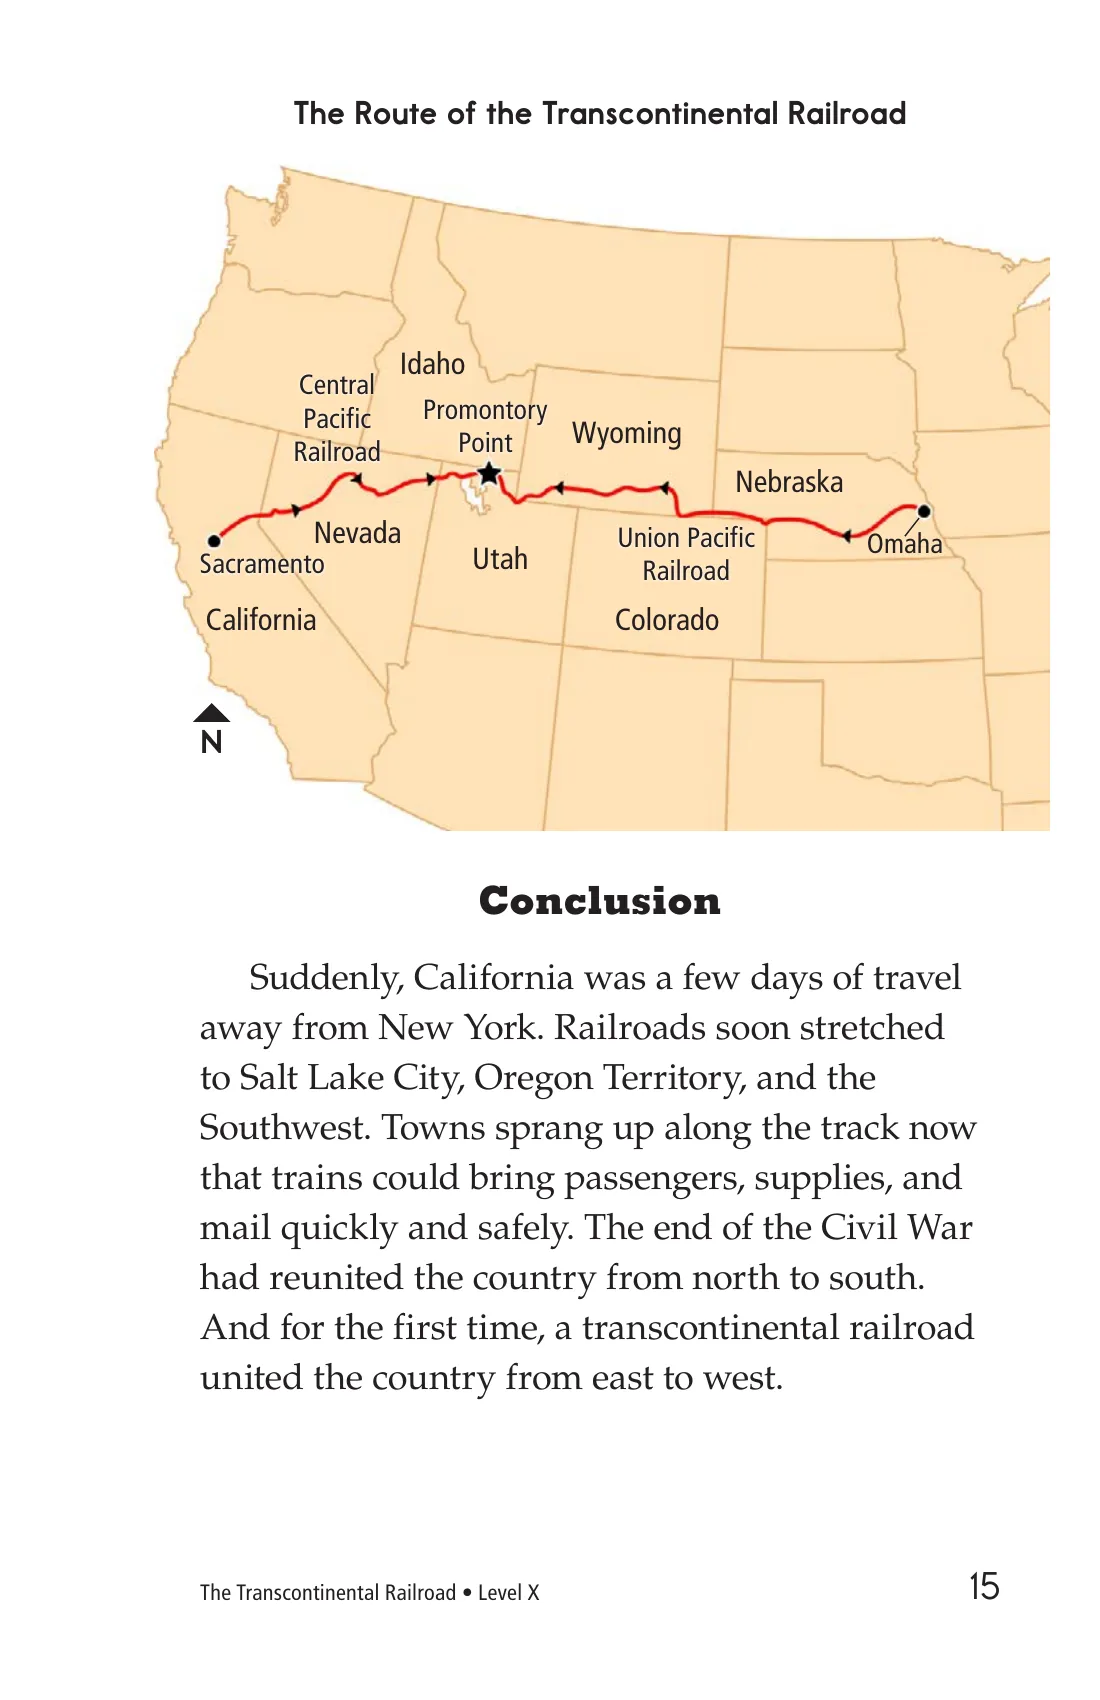 The Route of the Transcontinental Railroad
Idaho
Central
Pacific
Railroad
Promontory
Point
Wyoming
Nebraska
Nevada
Sacramento
Utah
Union Pacific
Railroad
Omaha
California
Colorado
N
Conclusion
Suddenly, California was a few days of travel
away from New York. Railroads soon stretched
to Salt Lake City, Oregon Territory, and the
Southwest. Towns sprang up along the track now
that trains could bring passengers, supplies, and
mail quickly and safely. The end of the Civil War
had reunited the country from north to south.
And for the first time, a transcontinental railroad
united the country from east to west.
The Transcontinental Railroad • Level X
15